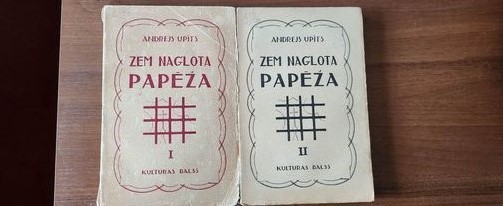 ANDREJS UPĪTS
ZEM NAGLOTA
PAPĒŽA
I
KULTURAS BALSS
ANDREJS UPĪTS
ZEM NAGLOTA
PAPĒŽA
II
KULTURAS BALSS